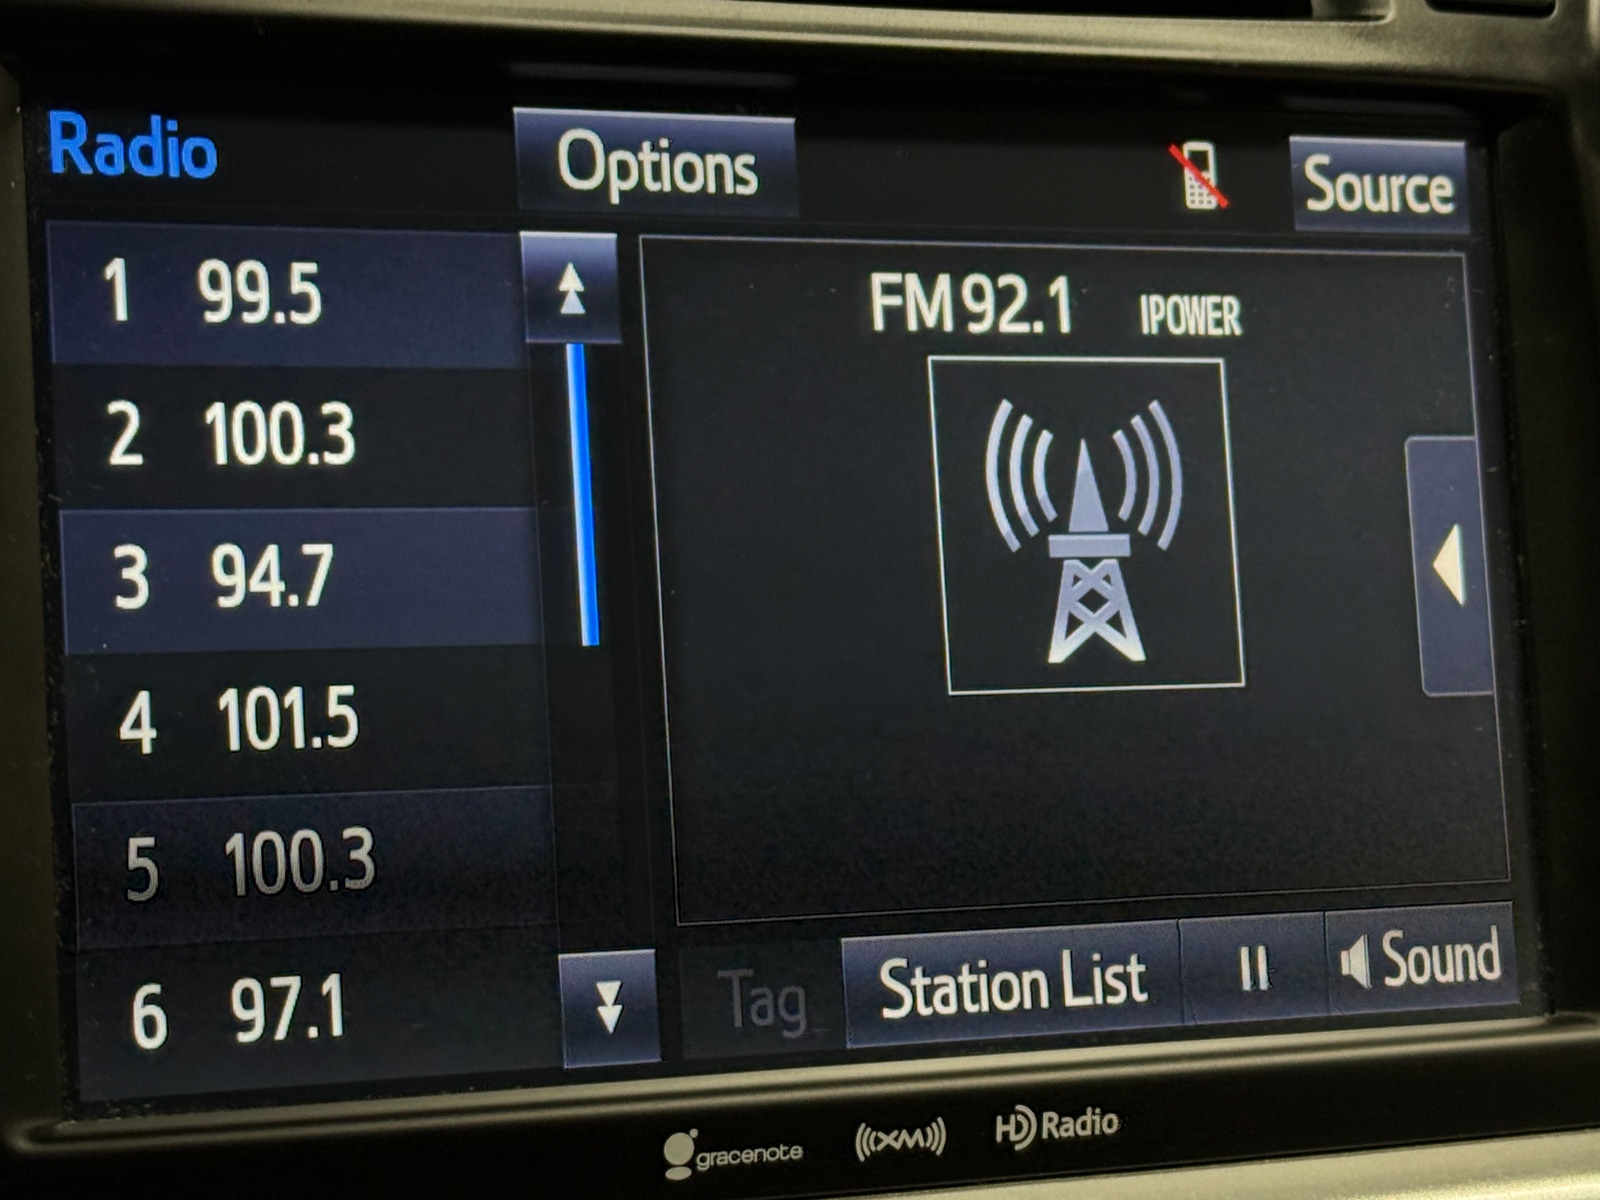 Radio
Options
Source
1 99.5
2 100.3
3 94.7
4 101.5
5 100.3
6 97.1
FM 92.1 IPOWER
Tag
Station List
Sound
gracenote
((XM))
HD Radio